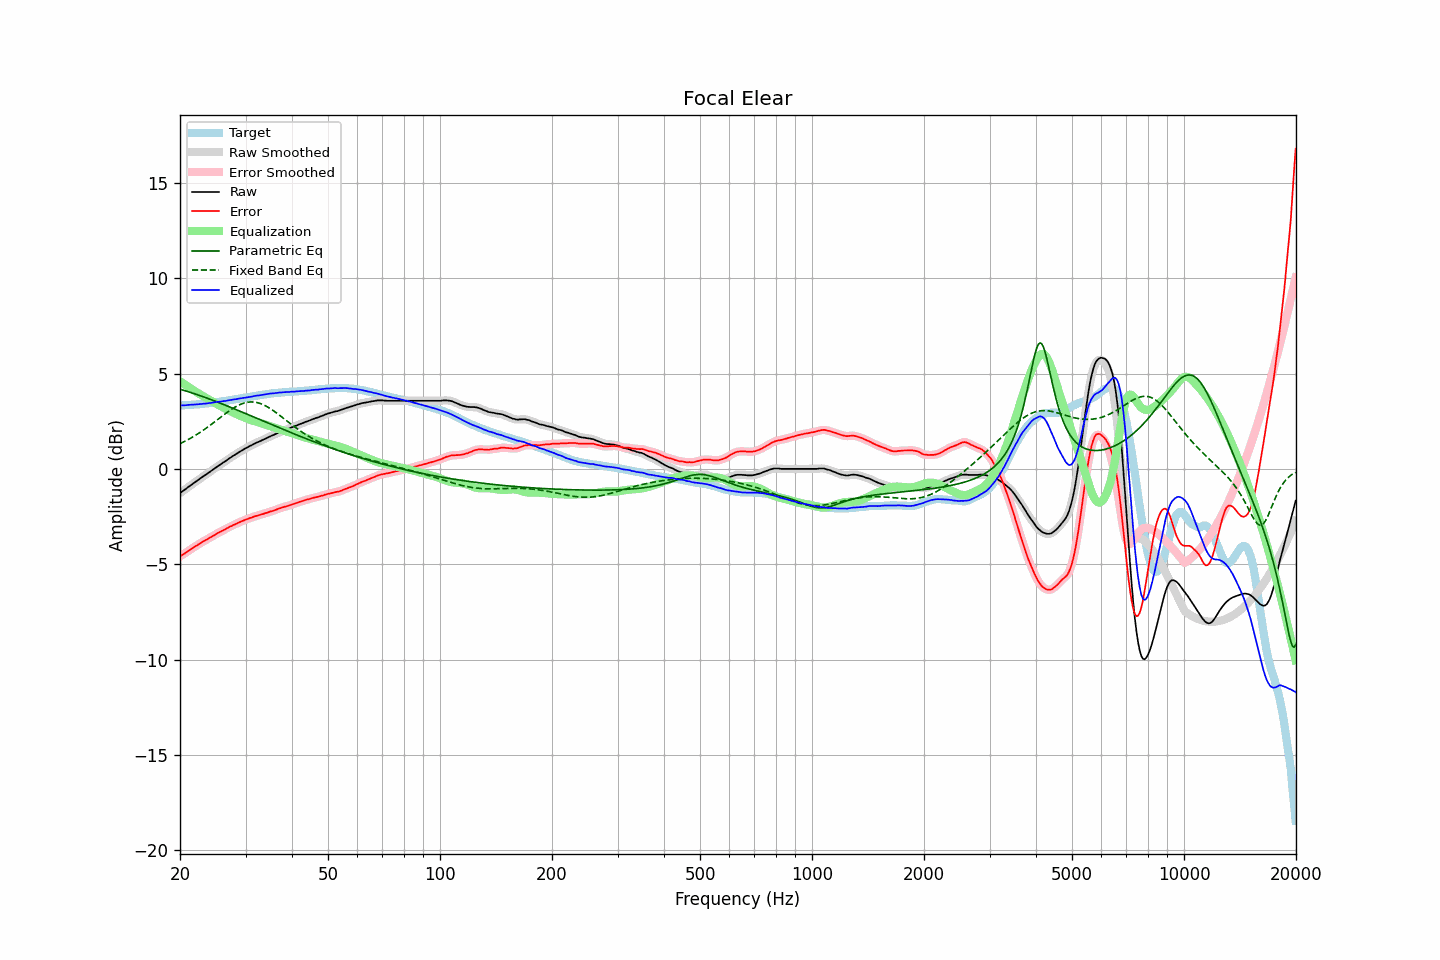 Focal Elear
Target
Raw Smoothed
Error Smoothed
Raw
Error
Equalization
Parametric Eq
Fixed Band Eq
Equalized
15
10
5
0
−5
−10
−15
−20
Amplitude (dBr)
20 50 100 200 500 1000 2000 5000 10000 20000
Frequency (Hz)